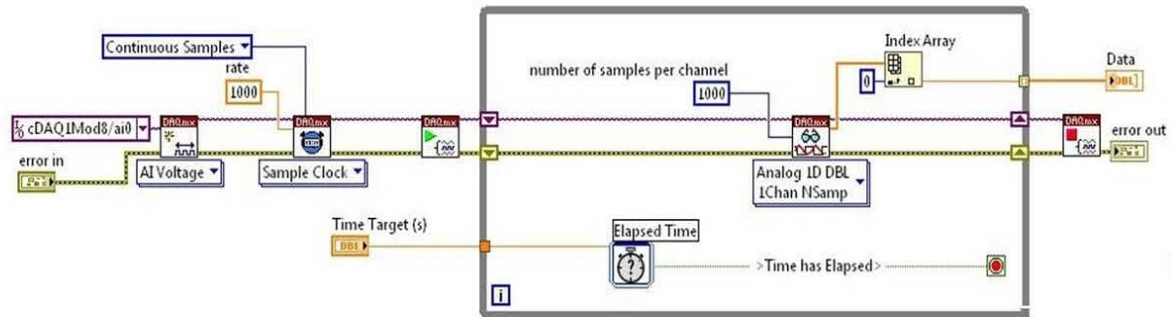 Continuous Samples
rate
1000
cDAQ1Mod8/ai0
error in
DAQmx
AI Voltage
DAQmx
Sample Clock
DAQmx
number of samples per channel
1000
DAQmx
Analog 1D DBL
1Chan NSamp
Index Array
0
Data
DBL
DAQmx
error out
Time Target (s)
DBL
Elapsed Time
?
>Time has Elapsed>
i